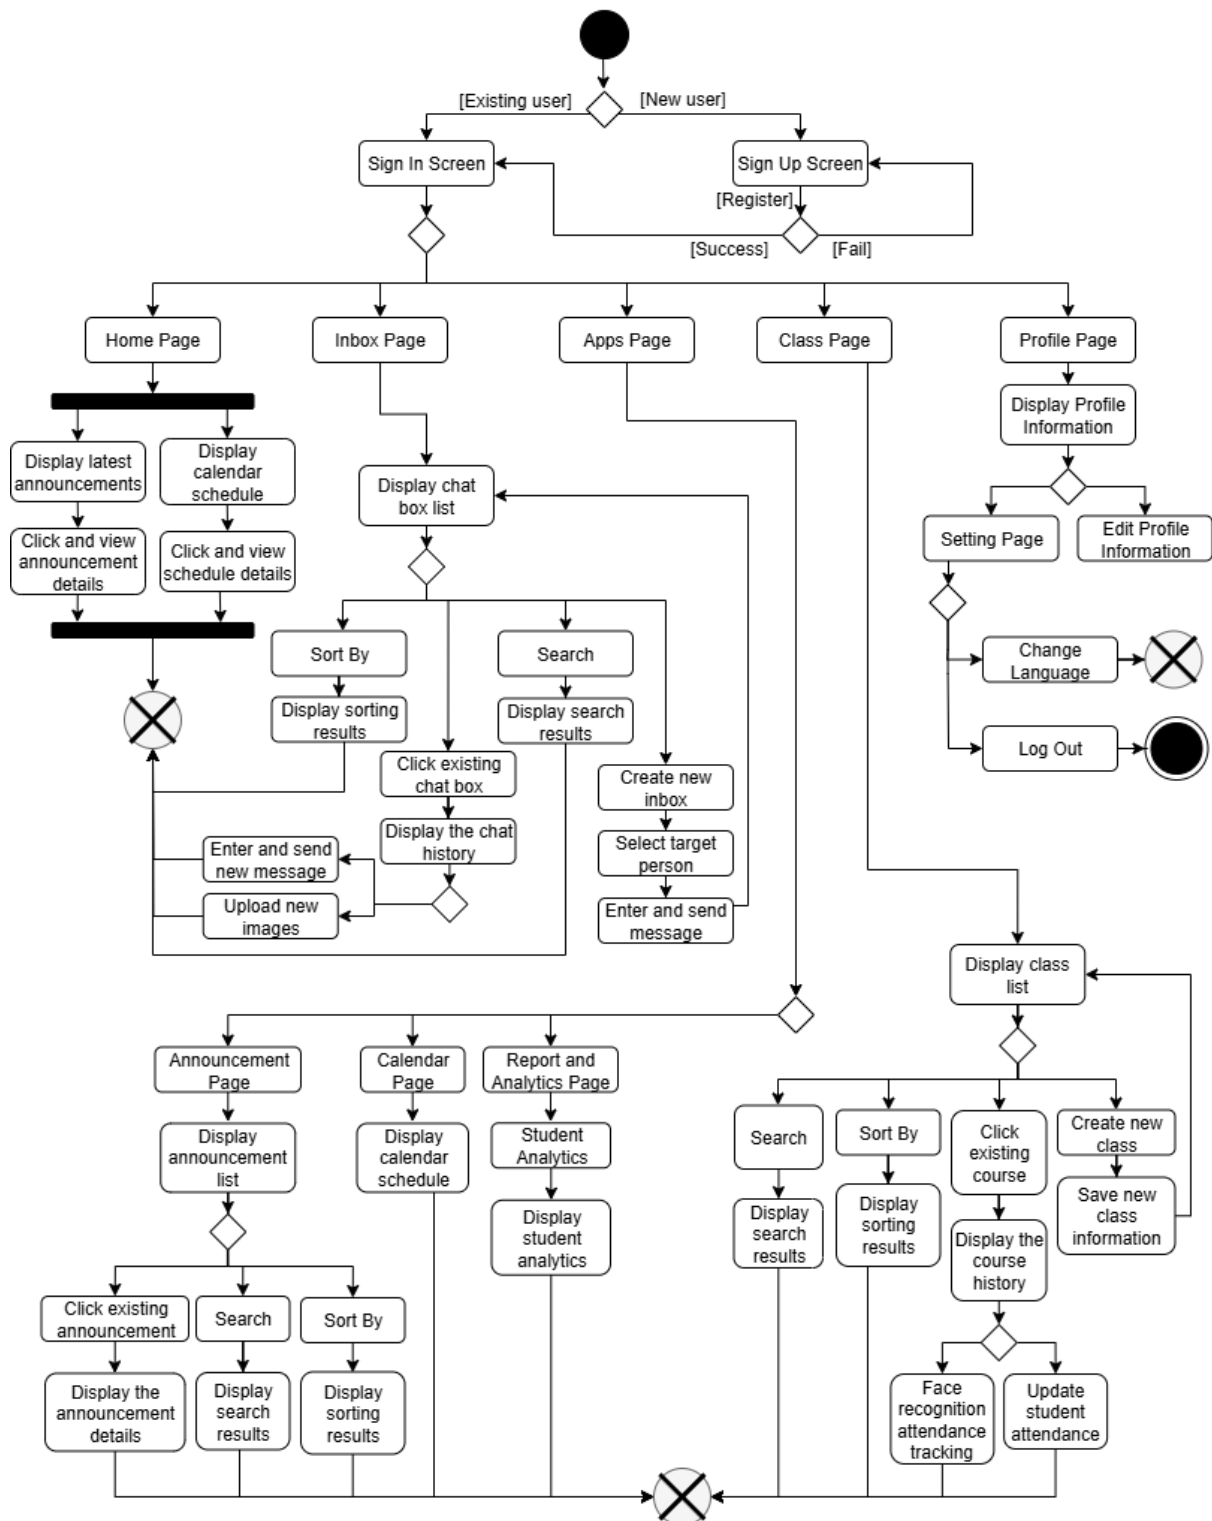 [Existing user]
[New user]
Sign In Screen
Sign Up Screen
[Register]
[Success]
[Fail]
Home Page
Inbox Page
Apps Page
Class Page
Profile Page
Display Profile
Information
Display latest
announcements
Display
calendar
schedule
Display chat
box list
Setting Page
Edit Profile
Information
Click and view
announcement
details
Click and view
schedule details
Sort By
Search
Change
Language
Display sorting
results
Display search
results
Log Out
Click existing
chat box
Create new
inbox
Display the chat
history
Enter and send
new message
Select target
person
Upload new
images
Enter and send
message
Display class
list
Announcement
Page
Calendar
Page
Report and
Analytics Page
Search
Sort By
Click
existing
course
Create new
class
Display
announcement
list
Display
calendar
schedule
Student
Analytics
Display
search
results
Display
sorting
results
Display the
course
history
Save new
class
information
Display
student
analytics
Click existing
announcement
Search
Sort By
Display the
announcement
details
Display
search
results
Display
sorting
results
Face
recognition
attendance
tracking
Update
student
attendance